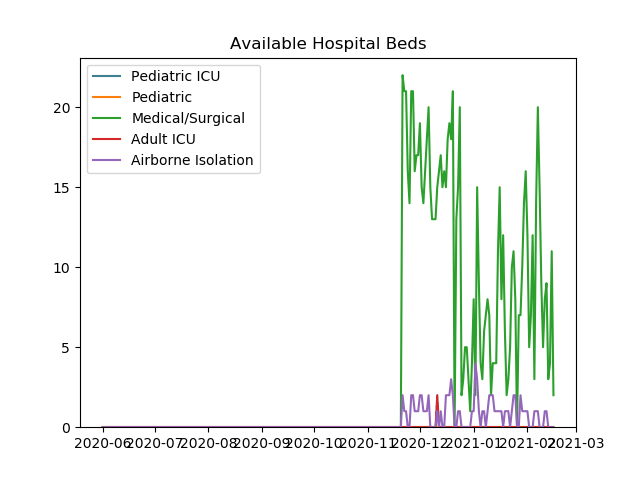 Available Hospital Beds
Pediatric ICU
Pediatric
Medical/Surgical
Adult ICU
Airborne Isolation
20
15
10
5
0
2020-06 2020-07 2020-08 2020-09 2020-10 2020-11 2020-12 2021-01 2021-02 2021-03